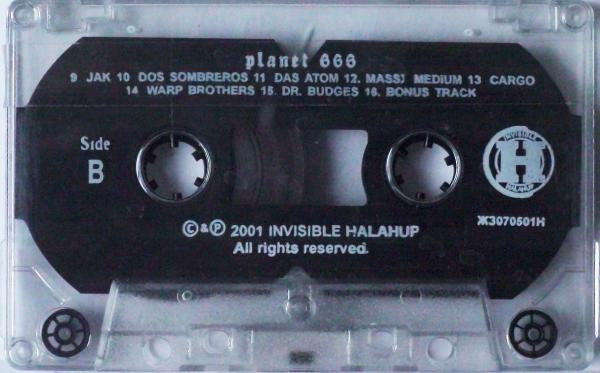 planet 666
9 JAK 10 DOS SOMBREROS 11 DAS ATOM 12. MASSI MEDIUM 13 CARGO
14 WARP BROTHERS 15. DR. BUDGES 16. BONUS TRACK
Side
B
INVISIBLE
H
HALAHUP
Ж3070501H
©&℗ 2001 INVISIBLE HALAHUP
All rights reserved.